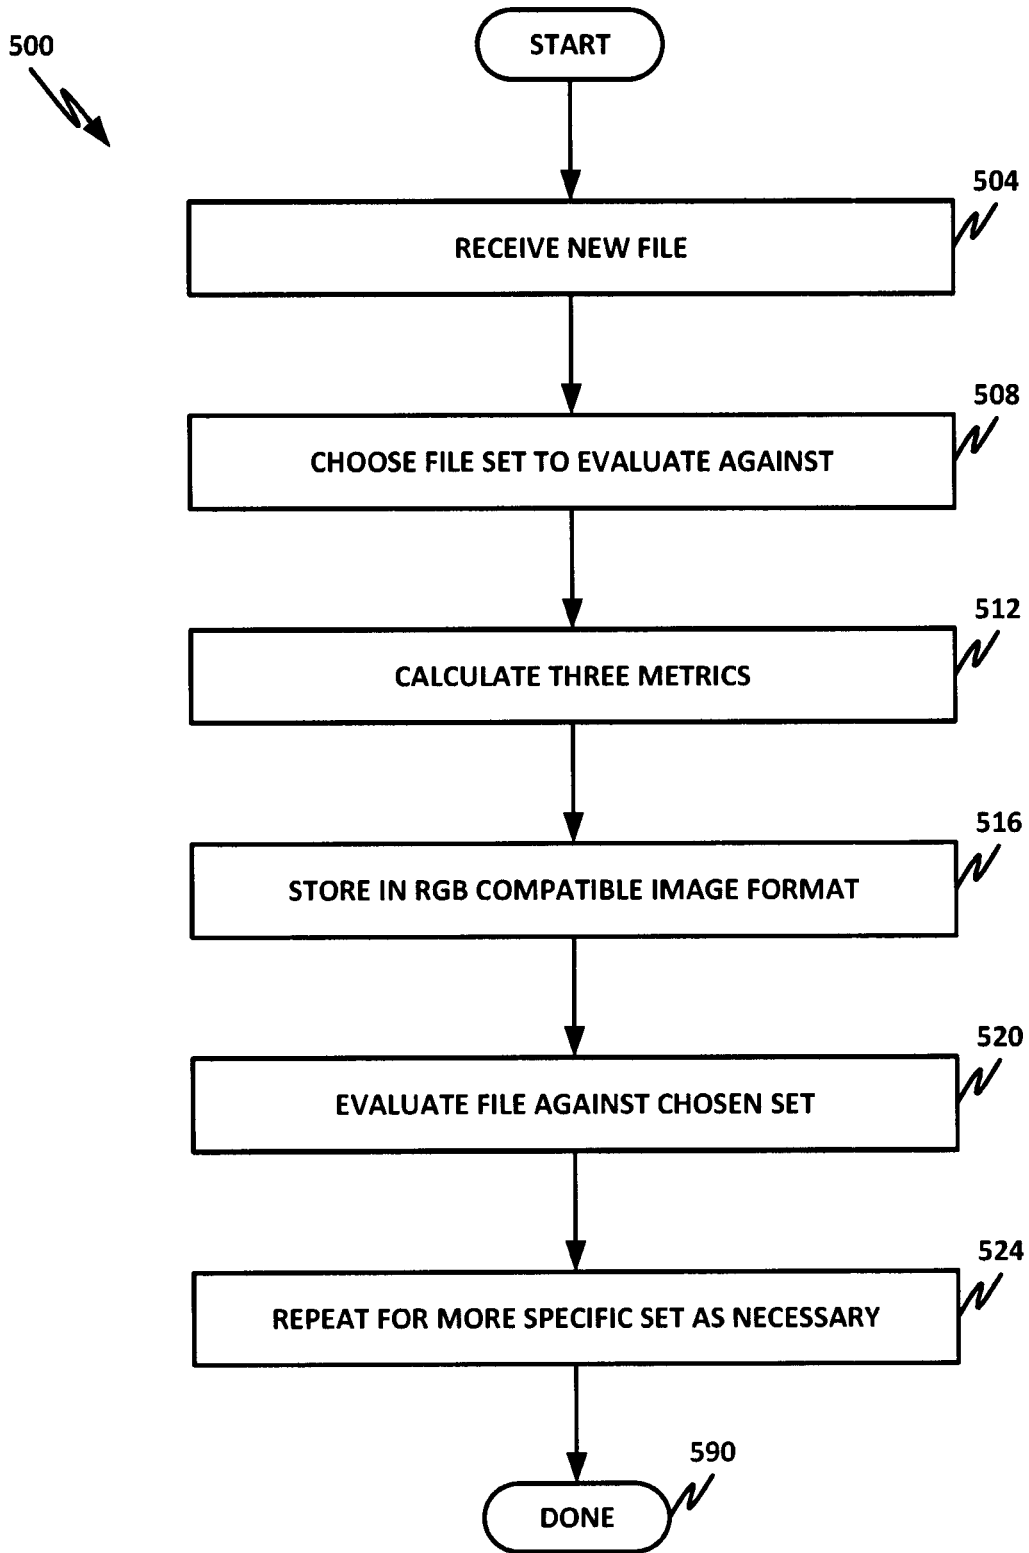 500
START
504
RECEIVE NEW FILE
508
CHOOSE FILE SET TO EVALUATE AGAINST
512
CALCULATE THREE METRICS
516
STORE IN RGB COMPATIBLE IMAGE FORMAT
520
EVALUATE FILE AGAINST CHOSEN SET
524
REPEAT FOR MORE SPECIFIC SET AS NECESSARY
590
DONE